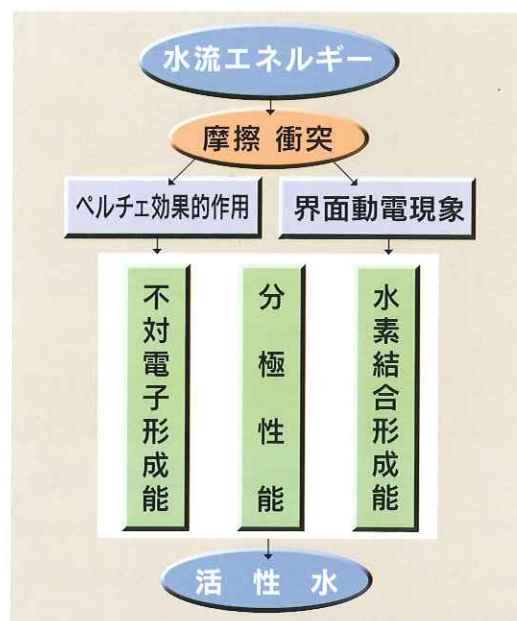 水流エネルギー
摩擦 衝突
ペルチェ効果的作用
界面動電現象
不対電子形成能
分極性能
水素結合形成能
活性水